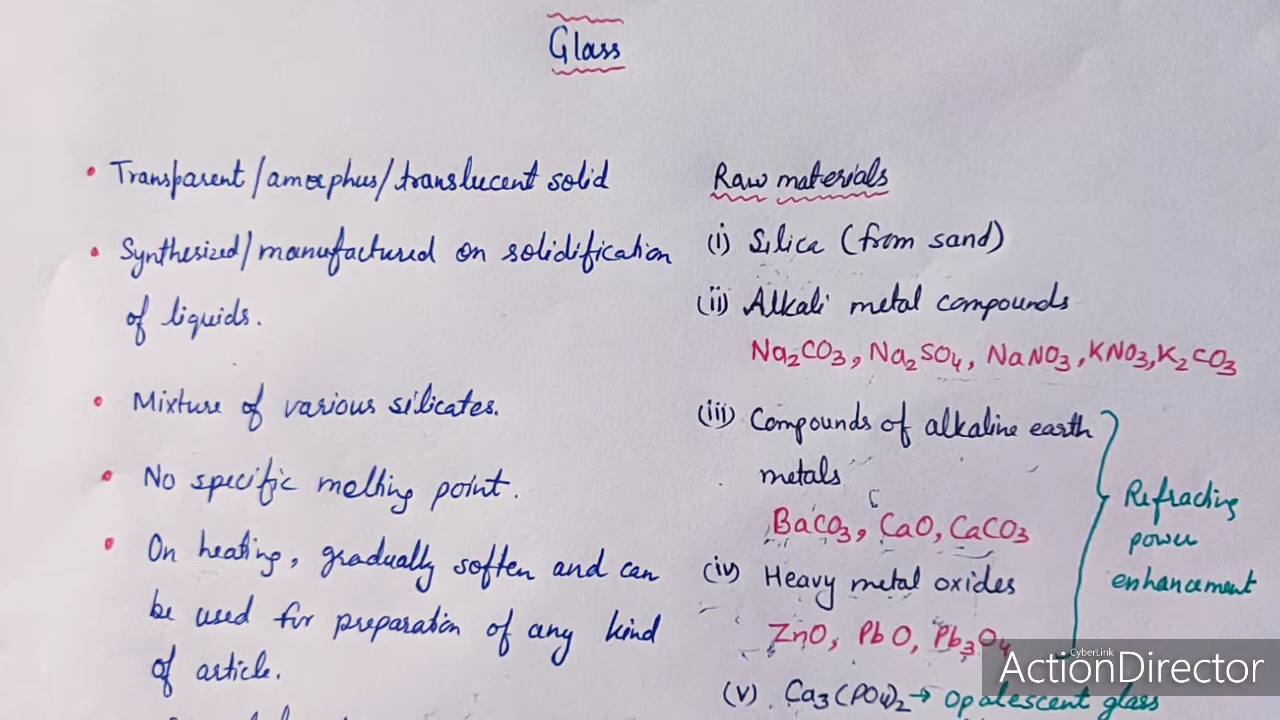 Glass
• Transparent/amorphus/translucent solid
• Synthesized/manufactured on solidification
of liquids.
• Mixture of various silicates.
• No specific melting point.
• On heating, gradually soften and can
be used for preparation of any kind
of article.
Raw materials
(i) Silica (from sand)
(ii) Alkali metal compounds
Na₂CO₃, Na₂SO₄, NaNO₃, KNO₃, K₂CO₃
(iii) Compounds of alkaline earth
metals
BaCO₃, CaO, CaCO₃
(iv) Heavy metal oxides
ZnO, PbO, Pb₃O₄
Refracting
power
enhancement
(v) Ca₃(PO₄)₂ → Opalescent glass
CyberLink
ActionDirector